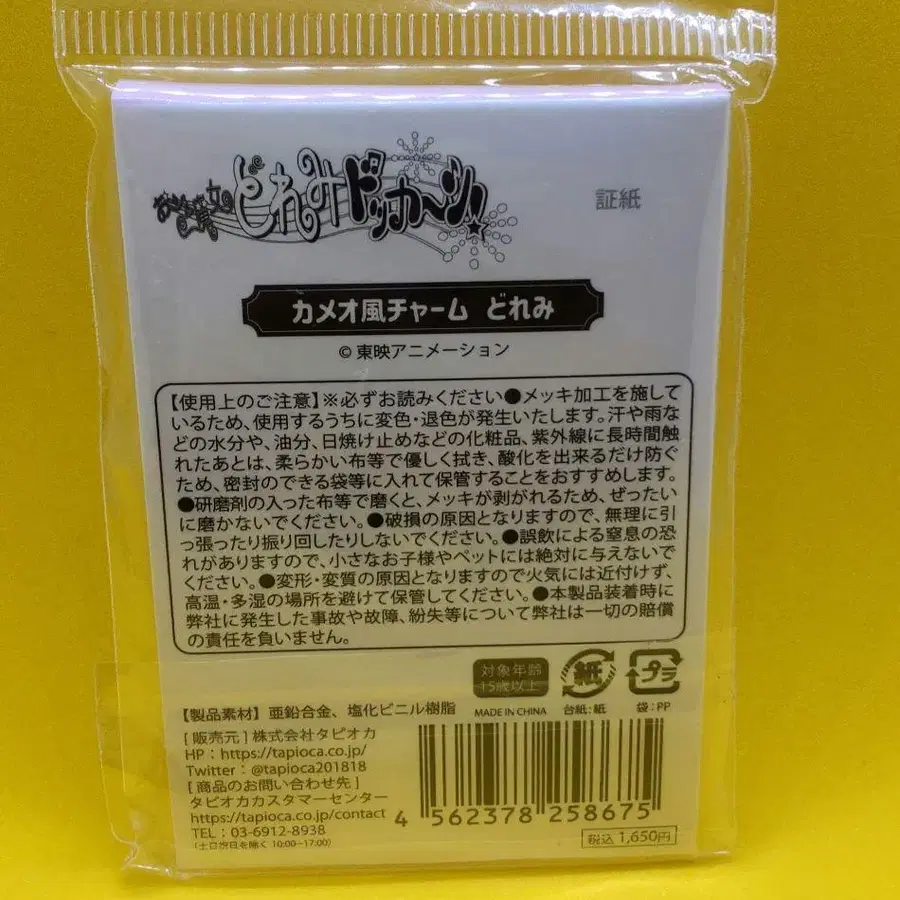 おジャ魔女どれみドッカ〜ン!
証紙
カメオ風チャーム どれみ
© 東映アニメーション
【使用上のご注意】※必ずお読みください●メッキ加工を施して
いるため、使用するうちに変色・退色が発生いたします。汗や雨な
どの水分や、油分、日焼け止めなどの化粧品、紫外線に長時間触
れたあとは、柔らかい布等で優しく拭き、酸化を出来るだけ防ぐ
ため、密封のできる袋等に入れて保管することをおすすめします。
●研磨剤の入った布等で磨くと、メッキが剥がれるため、ぜったい
に磨かないでください。●破損の原因となりますので、無理に引
っ張ったり振り回したりしないでください。●誤飲による窒息の恐
れがありますので、小さなお子様やペットには絶対に与えないで
ください。●変形・変質の原因となりますので火気には近付けず、
高温・多湿の場所を避けて保管してください。●本製品装着時に
弊社に発生した事故や故障、紛失等について弊社は一切の賠償
の責任を負いません。
対象年齢
15歳以上
紙
プラ
【製品素材】亜鉛合金、塩化ビニル樹脂
MADE IN CHINA
台紙:紙
袋:PP
[ 販売元 ] 株式会社タピオカ
HP:https://tapioca.co.jp/
Twitter:@tapioca201818
[ 商品のお問い合わせ先 ]
タピオカカスタマーセンター
https://tapioca.co.jp/contact
TEL:03-6912-8938
(土日祝日を除く 10:00~17:00)
4 562378 258675
税込 1,650円